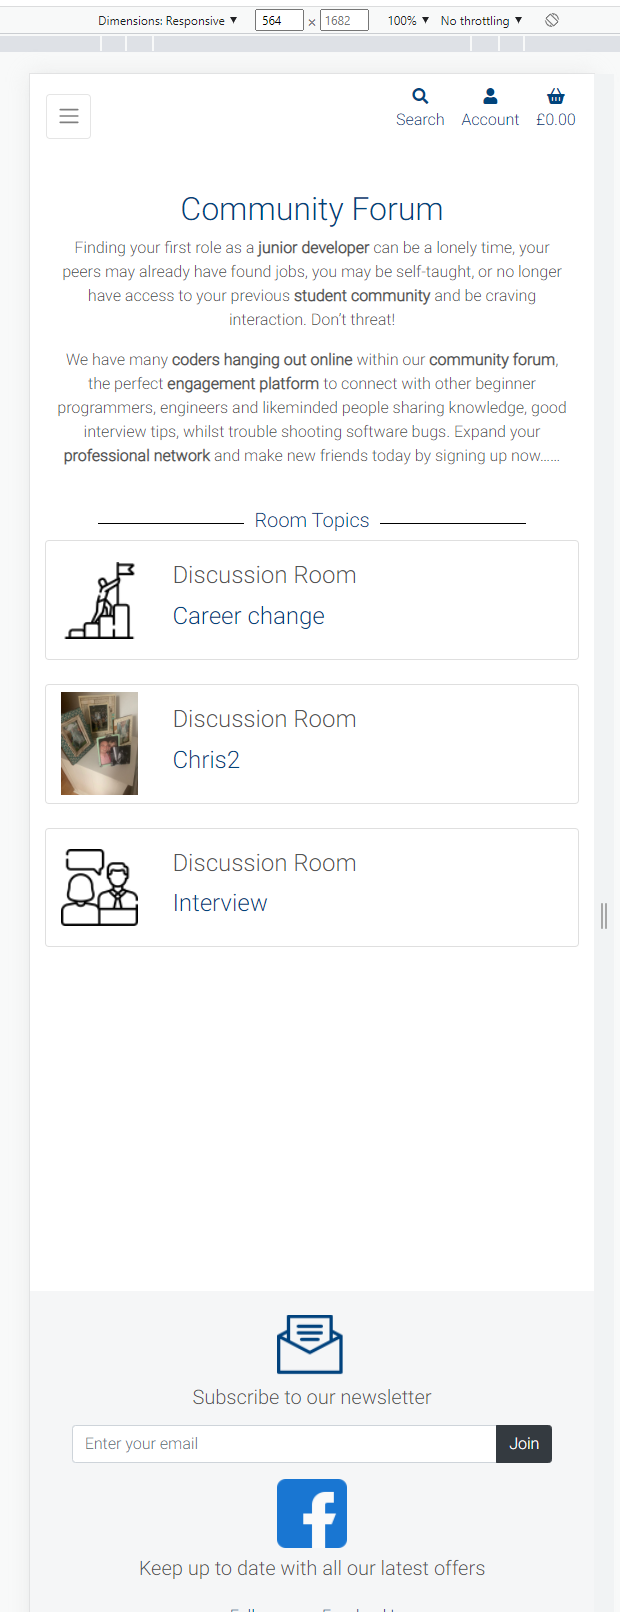 Dimensions: Responsive ▼ 564 × 1682 100% ▼ No throttling ▼
Search Account £0.00
Community Forum
Finding your first role as a junior developer can be a lonely time, your
peers may already have found jobs, you may be self-taught, or no longer
have access to your previous student community and be craving
interaction. Don't threat!
We have many coders hanging out online within our community forum,
the perfect engagement platform to connect with other beginner
programmers, engineers and likeminded people sharing knowledge, good
interview tips, whilst trouble shooting software bugs. Expand your
professional network and make new friends today by signing up now......
Room Topics
Discussion Room
Career change
Discussion Room
Chris2
Discussion Room
Interview
Subscribe to our newsletter
Enter your email Join
Keep up to date with all our latest offers